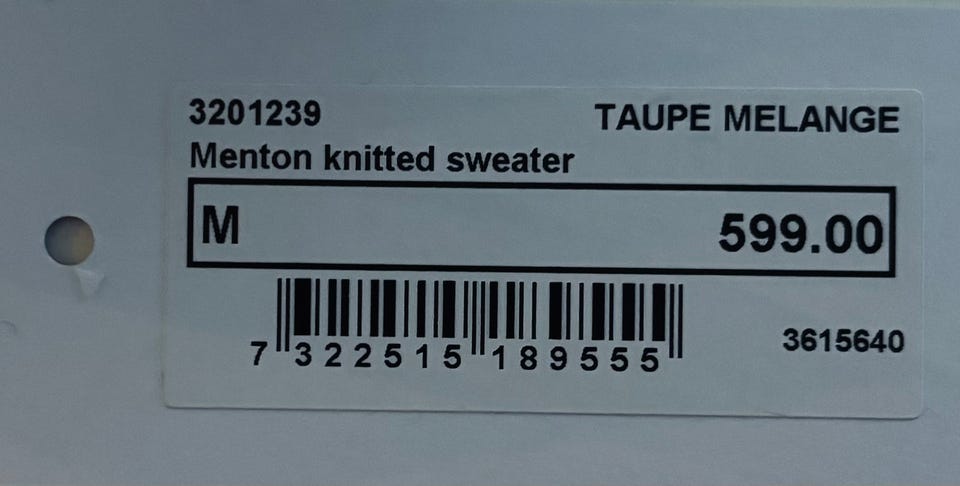 3201239 TAUPE MELANGE
Menton knitted sweater
M 599.00
7 322515 189555
3615640